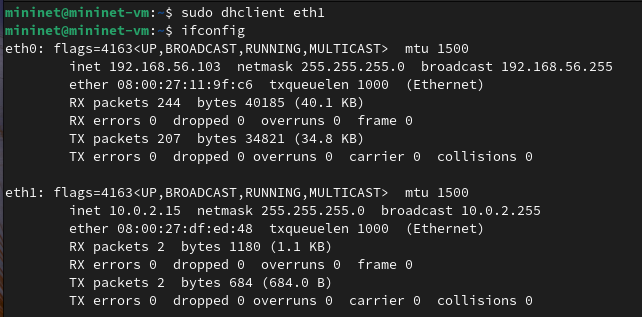 mininet@mininet-vm:~$ sudo dhclient eth1
mininet@mininet-vm:~$ ifconfig
eth0: flags=4163<UP,BROADCAST,RUNNING,MULTICAST>  mtu 1500
        inet 192.168.56.103  netmask 255.255.255.0  broadcast 192.168.56.255
        ether 08:00:27:11:9f:c6  txqueuelen 1000  (Ethernet)
        RX packets 244  bytes 40185 (40.1 KB)
        RX errors 0  dropped 0  overruns 0  frame 0
        TX packets 207  bytes 34821 (34.8 KB)
        TX errors 0  dropped 0 overruns 0  carrier 0  collisions 0

eth1: flags=4163<UP,BROADCAST,RUNNING,MULTICAST>  mtu 1500
        inet 10.0.2.15  netmask 255.255.255.0  broadcast 10.0.2.255
        ether 08:00:27:df:ed:48  txqueuelen 1000  (Ethernet)
        RX packets 2  bytes 1180 (1.1 KB)
        RX errors 0  dropped 0  overruns 0  frame 0
        TX packets 2  bytes 684 (684.0 B)
        TX errors 0  dropped 0 overruns 0  carrier 0  collisions 0